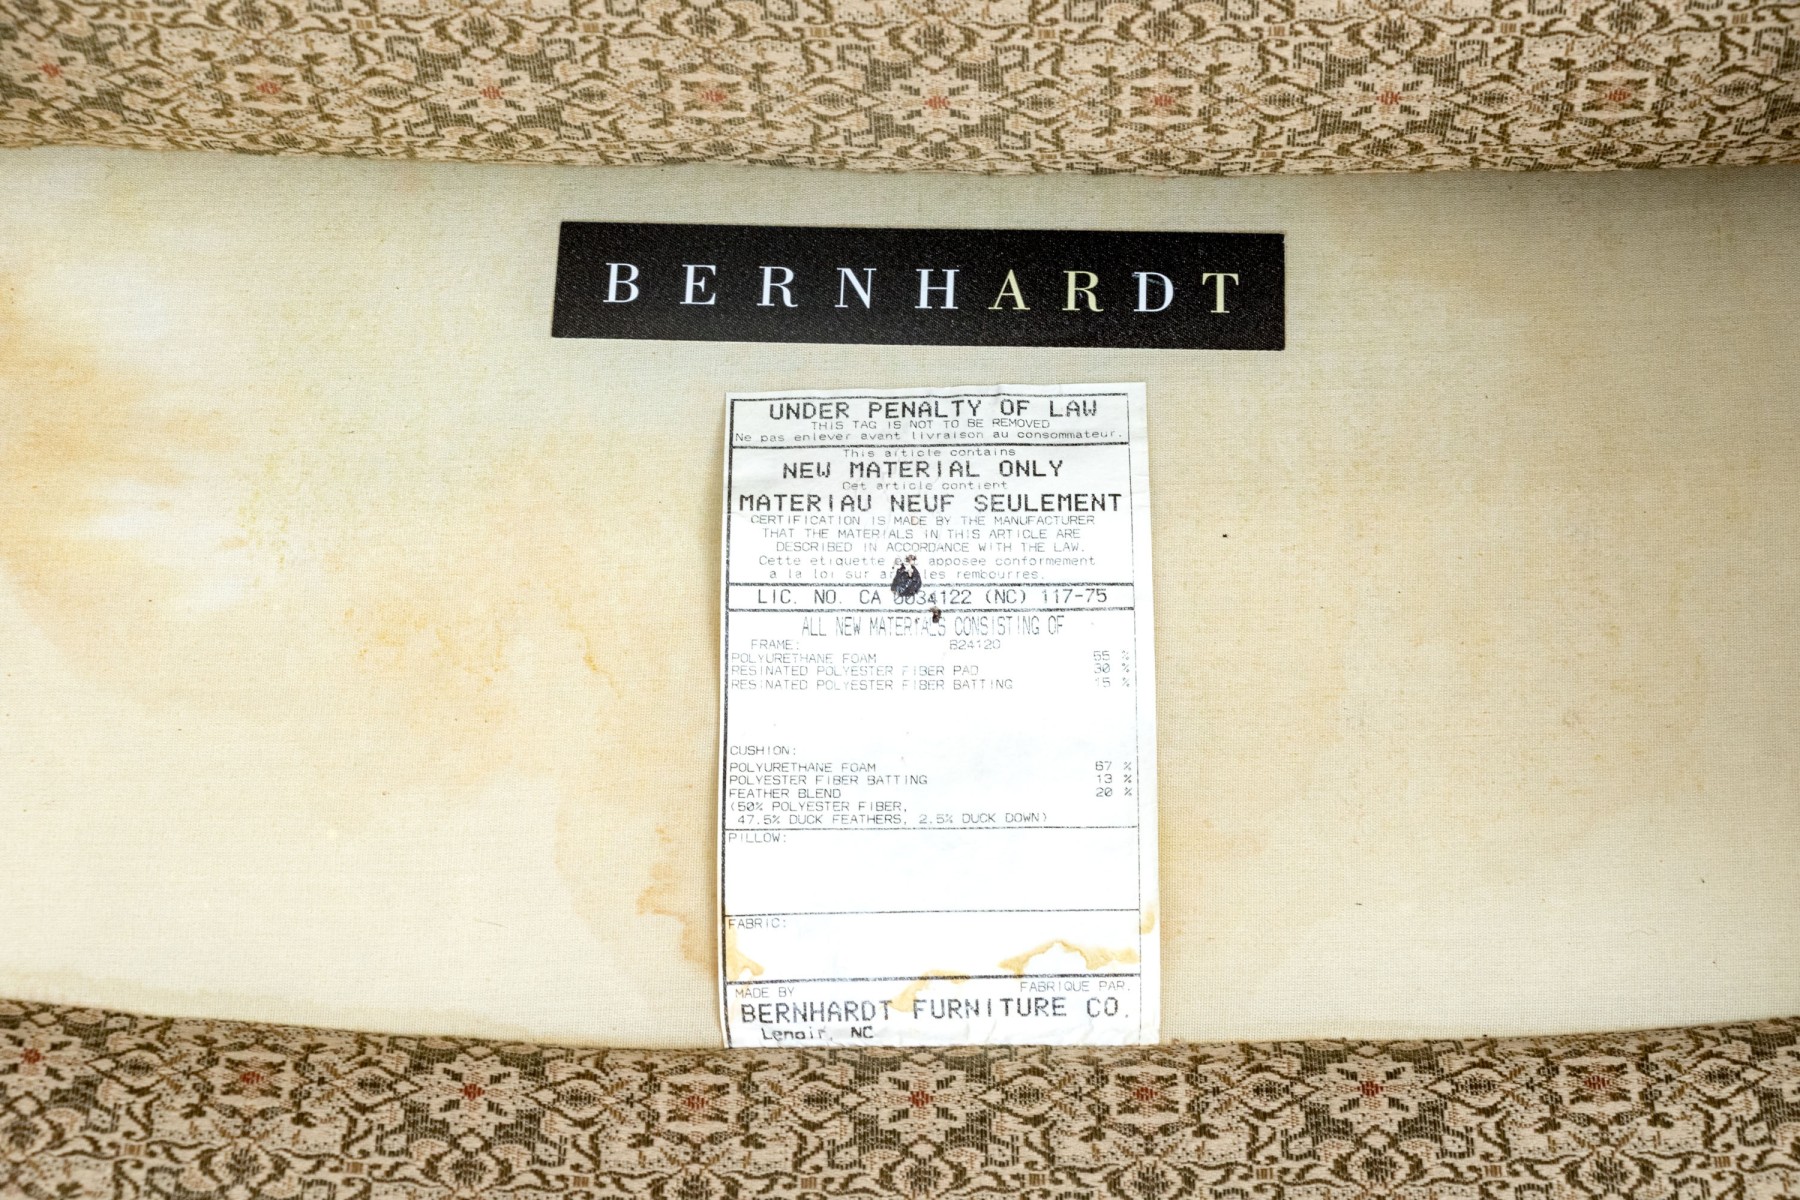 BERNHARDT
UNDER PENALTY OF LAW
THIS TAG IS NOT TO BE REMOVED
Ne pas enlever avant livraison au consommateur.
This article contains
NEW MATERIAL ONLY
Cet article contient
MATERIAU NEUF SEULEMENT
CERTIFICATION IS MADE BY THE MANUFACTURER
THAT THE MATERIALS IN THIS ARTICLE ARE
DESCRIBED IN ACCORDANCE WITH THE LAW.
Cette etiquette apposee conformement
a la loi sur rembourres.
LIC. NO. CA (NC) 117-75
ALL NEW MATERIALS CONSISTING OF
FRAME: B24120
POLYURETHANE FOAM 55 %
RESINATED POLYESTER FIBER PAD 30 %
RESINATED POLYESTER FIBER BATTING 15 %
CUSHION:
POLYURETHANE FOAM 67 %
POLYESTER FIBER BATTING 13 %
FEATHER BLEND 20 %
(50% POLYESTER FIBER,
47.5% DUCK FEATHERS, 2.5% DUCK DOWN)
PILLOW:
FABRIC:
MADE BY FABRIQUE PAR.
BERNHARDT FURNITURE CO.
Lenoir, NC